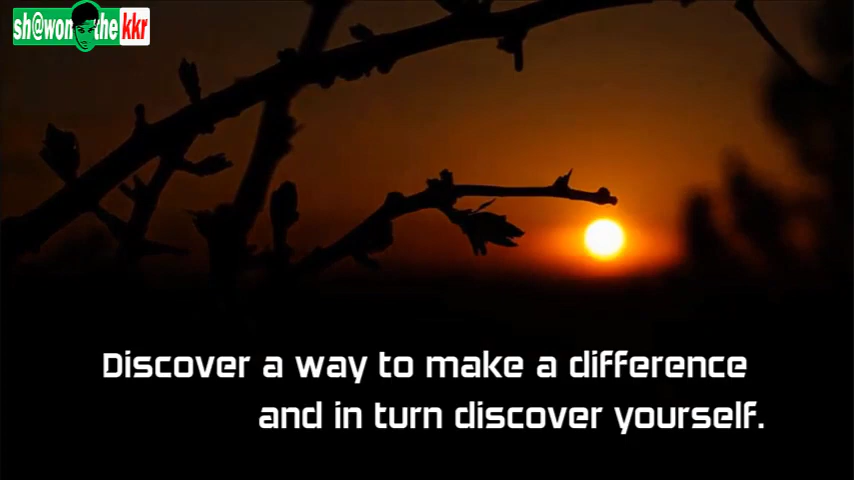 sh@won the kkr
Discover a way to make a difference
and in turn discover yourself.